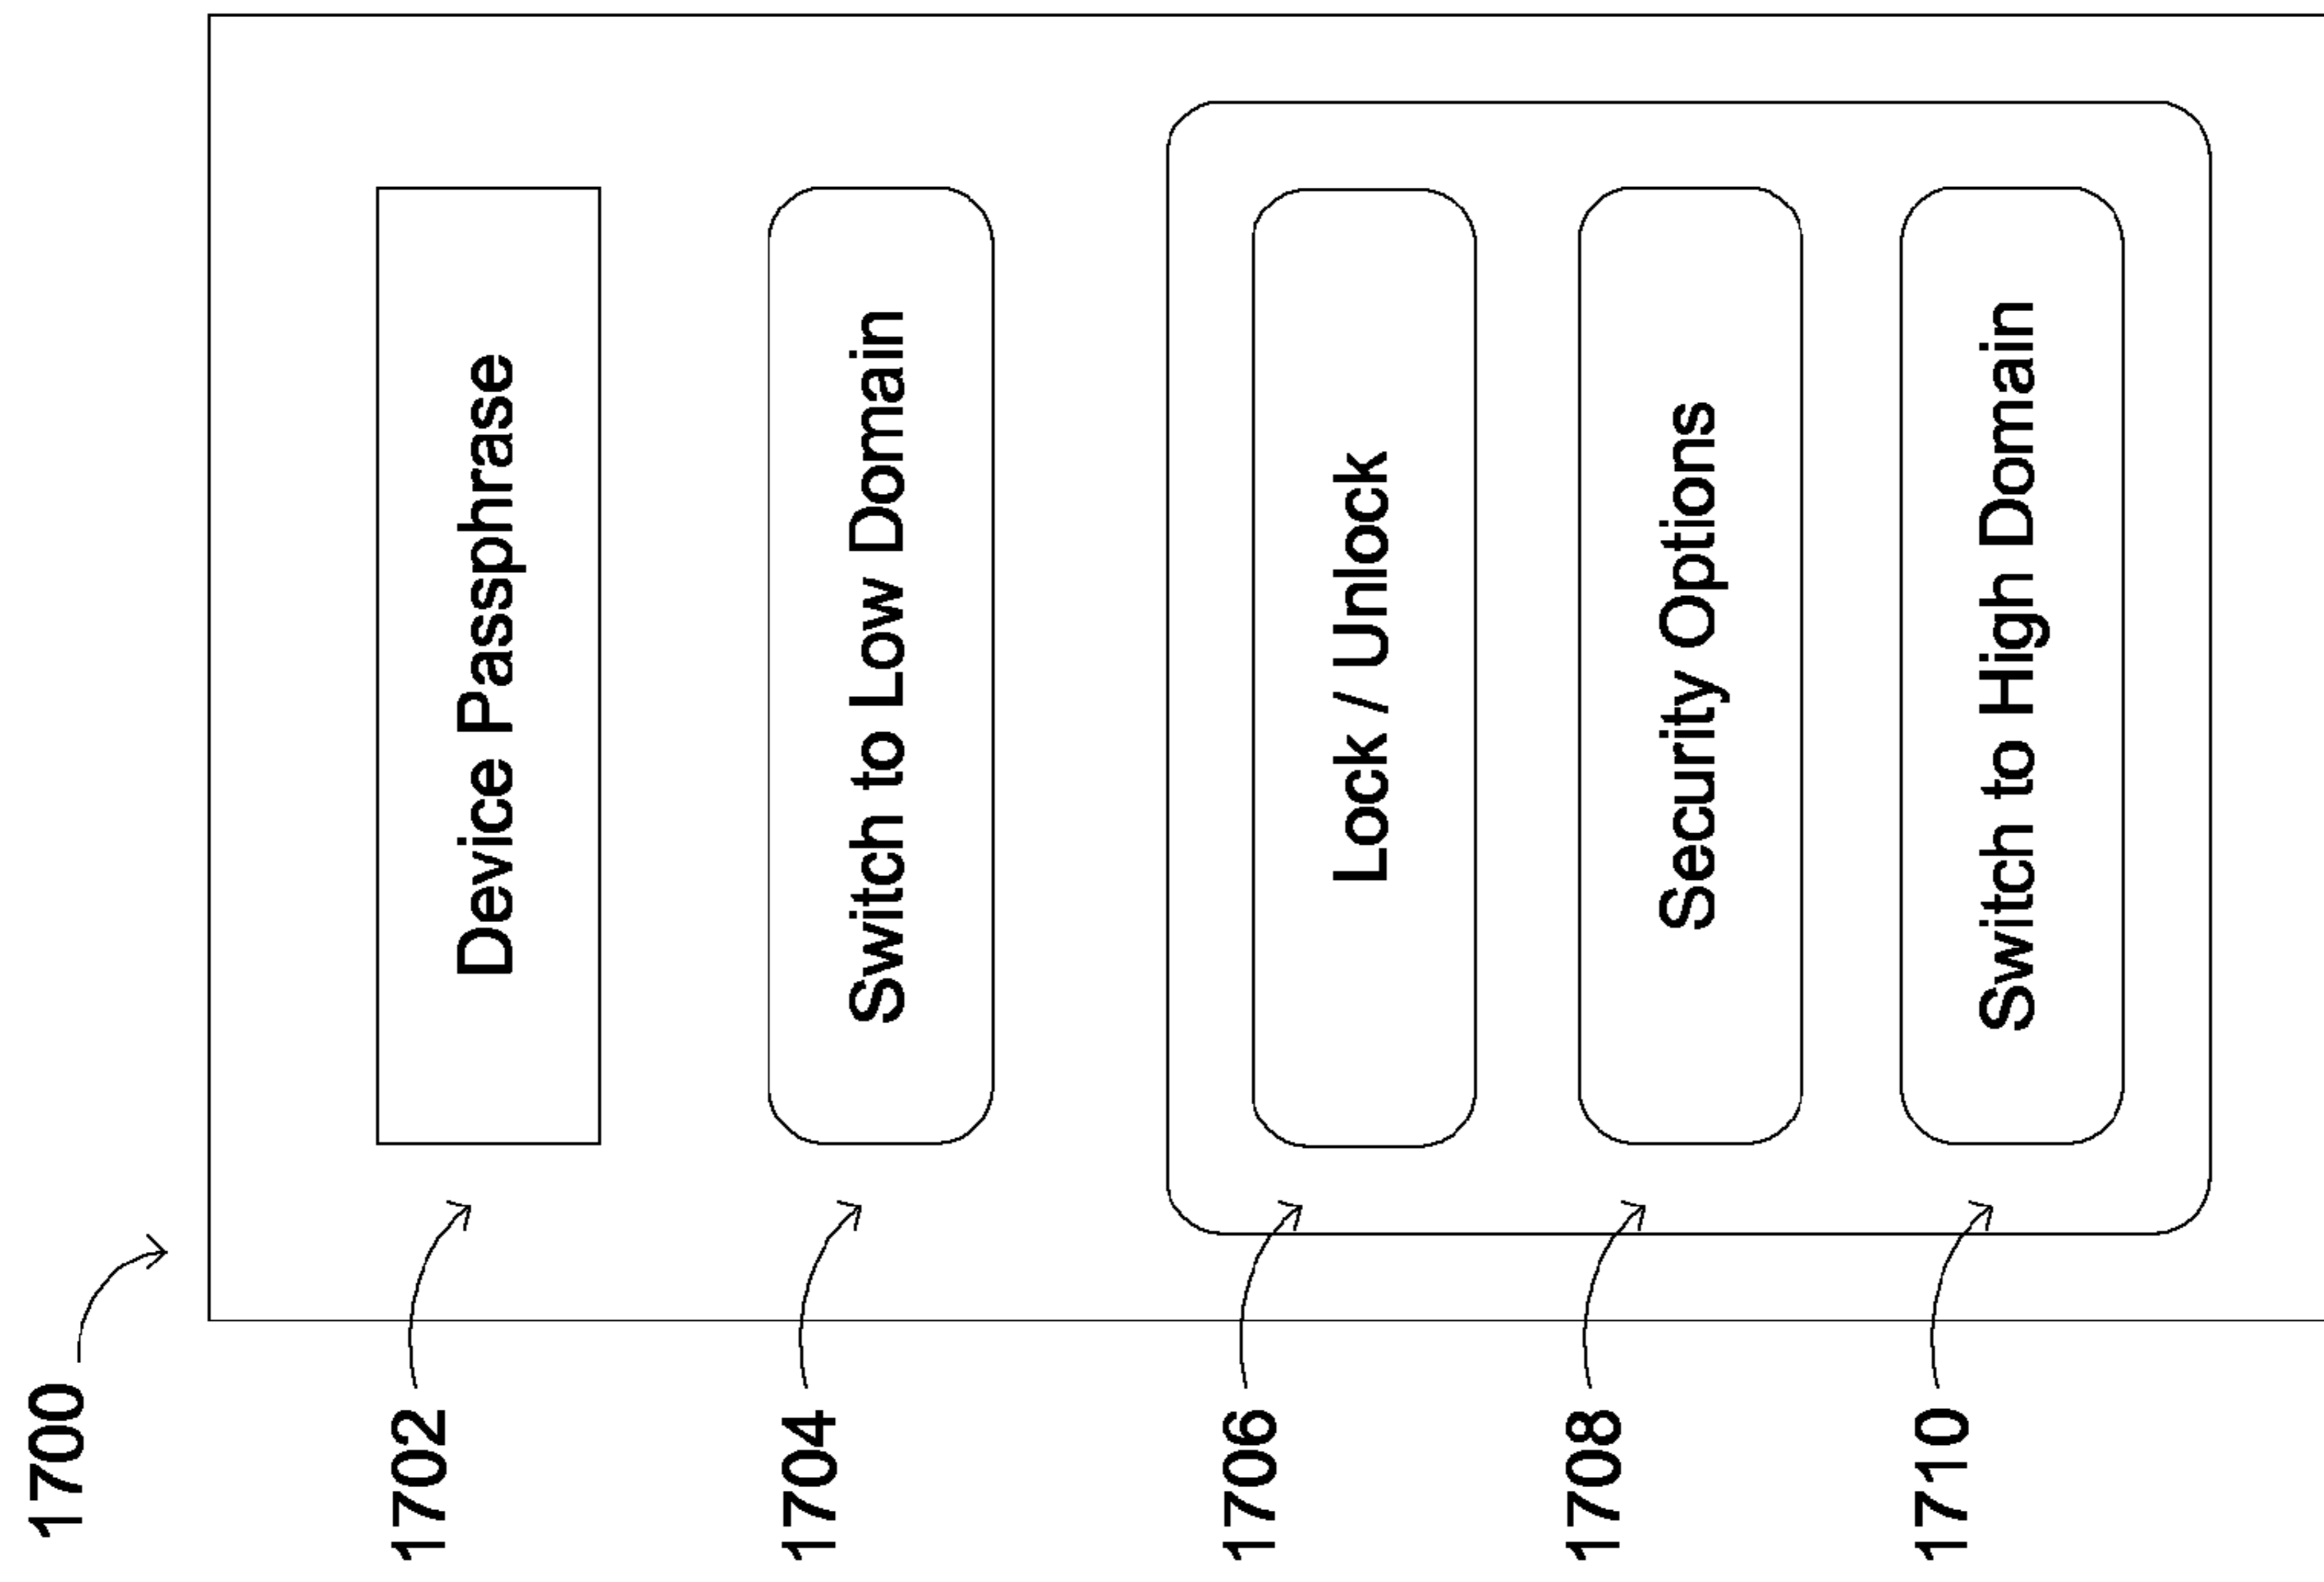 1700
1702
Device Passphrase
1704
Switch to Low Domain
1706
Lock / Unlock
1708
Security Options
1710
Switch to High Domain